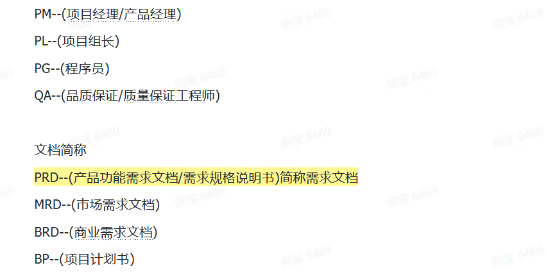 PM--(项目经理/产品经理)
PL--(项目组长)
PG--(程序员)
QA--(品质保证/质量保证工程师)
文档简称
PRD--(产品功能需求文档/需求规格说明书)简称需求文档
MRD--(市场需求文档)
BRD--(商业需求文档)
BP--(项目计划书)